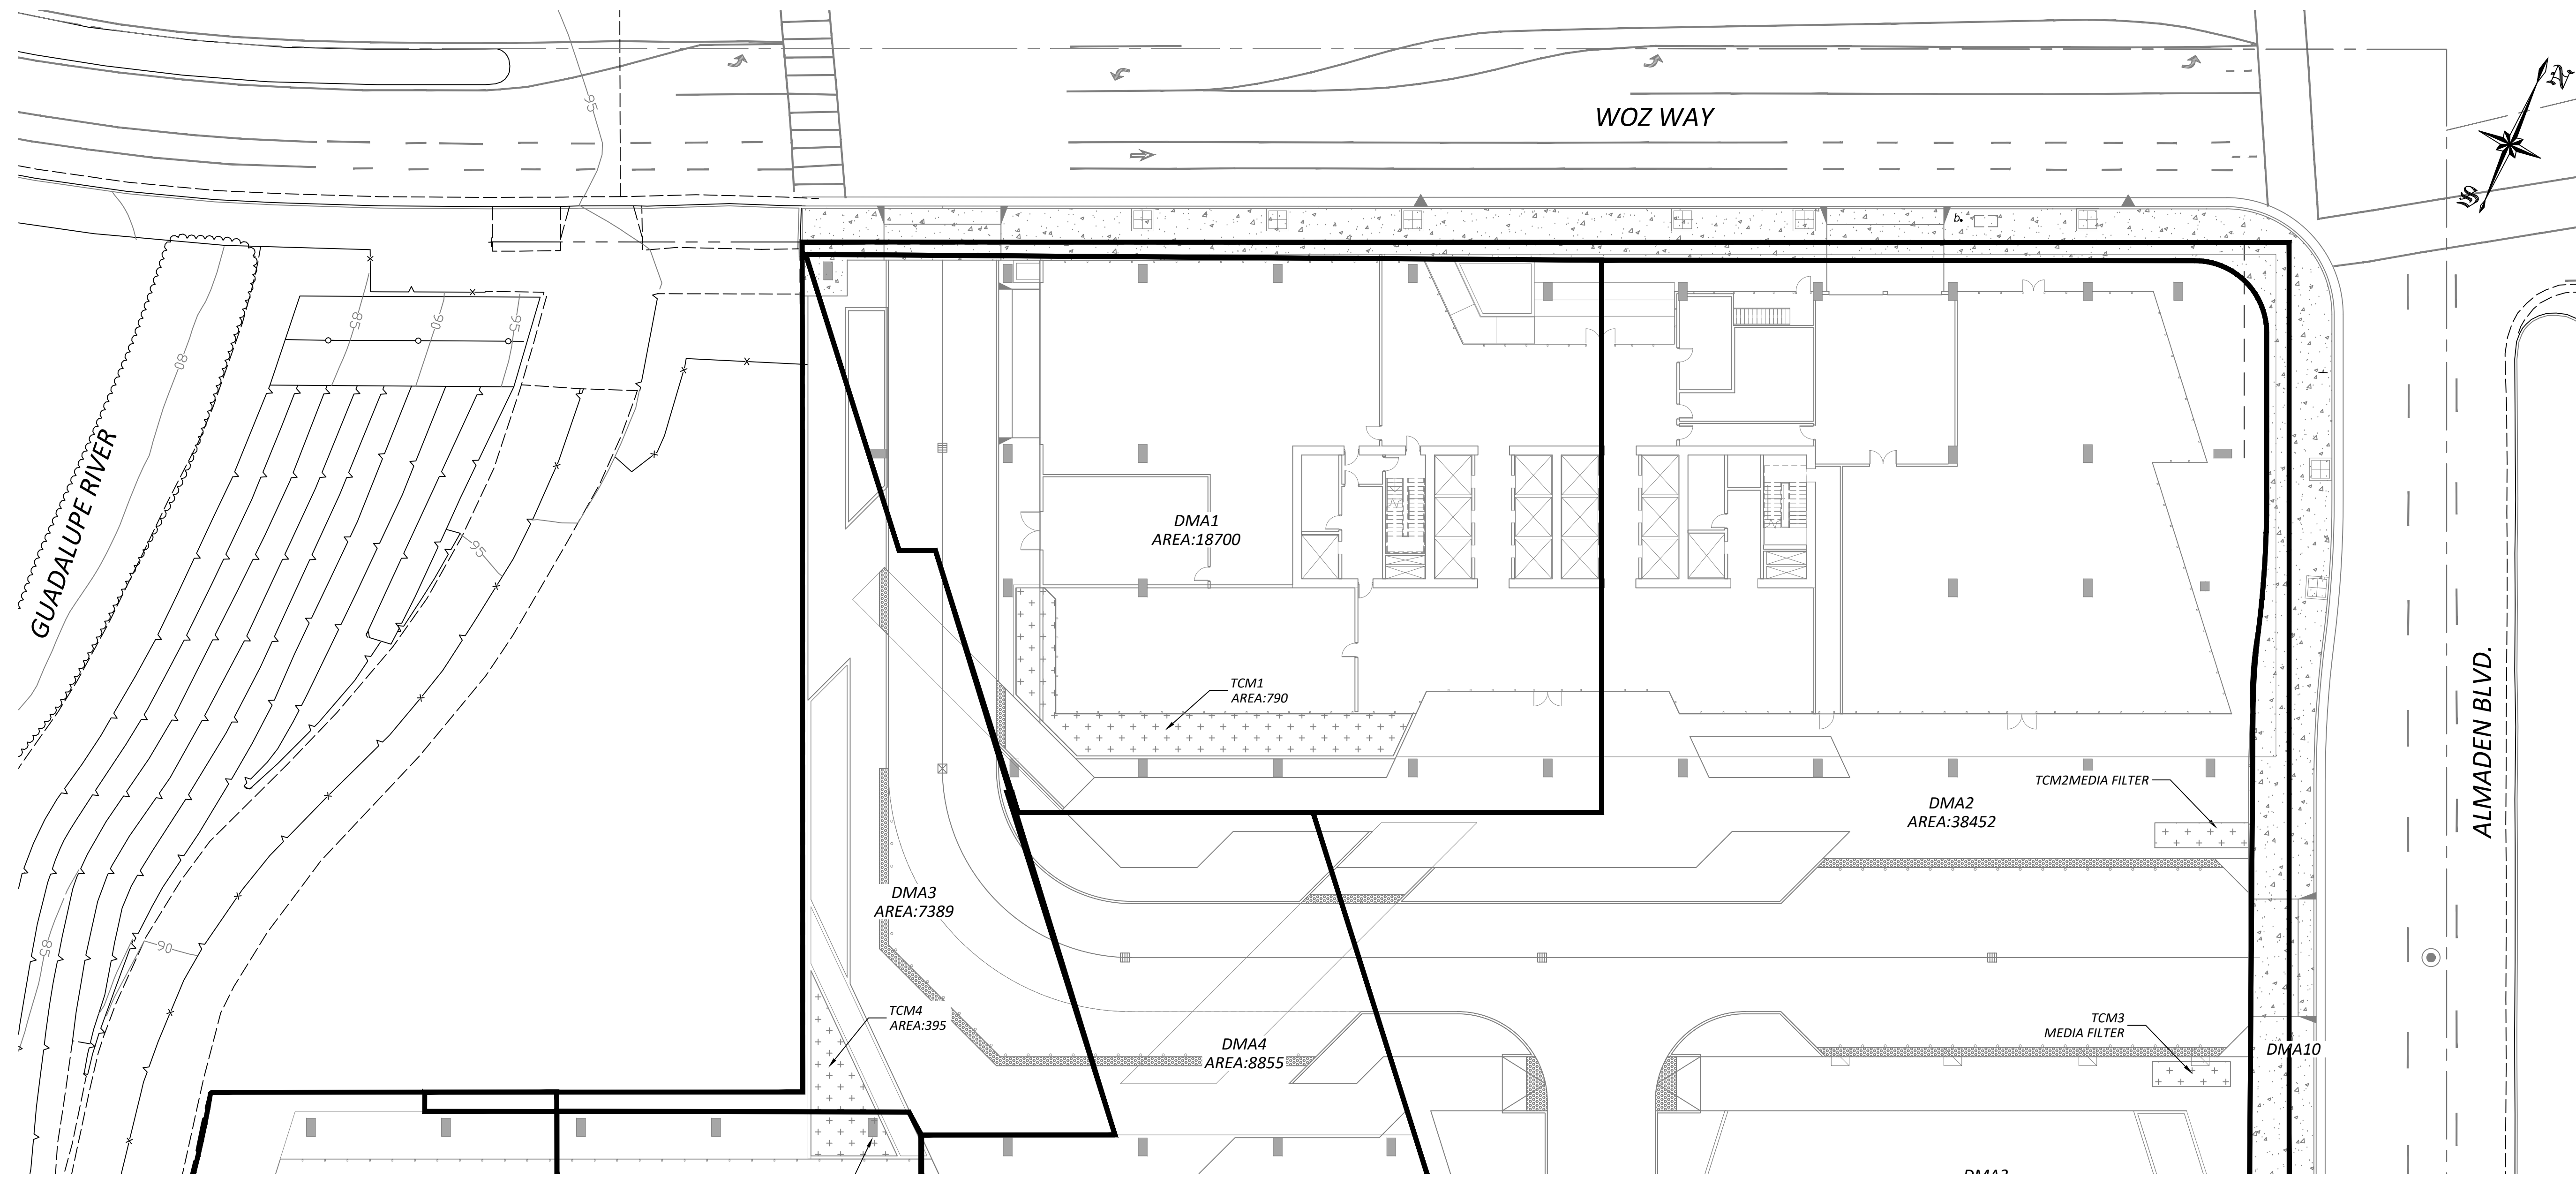 WOZ WAY
N
S
95
b.
80
85
90
95
GUADALUPE RIVER
DMA1
AREA:18700
95
TCM1
AREA:790
ALMADEN BLVD.
TCM2MEDIA FILTER
DMA2
AREA:38452
DMA3
AREA:7389
85
90
TCM4
AREA:395
DMA4
AREA:8855
TCM3
MEDIA FILTER
DMA10